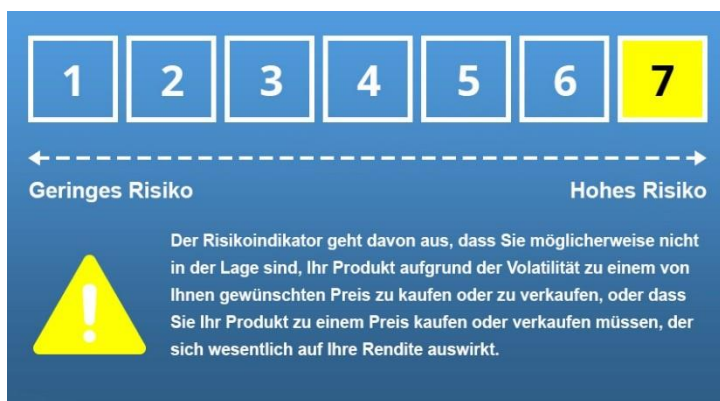 1 2 3 4 5 6 7
Geringes Risiko Hohes Risiko
Der Risikoindikator geht davon aus, dass Sie möglicherweise nicht
in der Lage sind, Ihr Produkt aufgrund der Volatilität zu einem von
Ihnen gewünschten Preis zu kaufen oder zu verkaufen, oder dass
Sie Ihr Produkt zu einem Preis kaufen oder verkaufen müssen, der
sich wesentlich auf Ihre Rendite auswirkt.